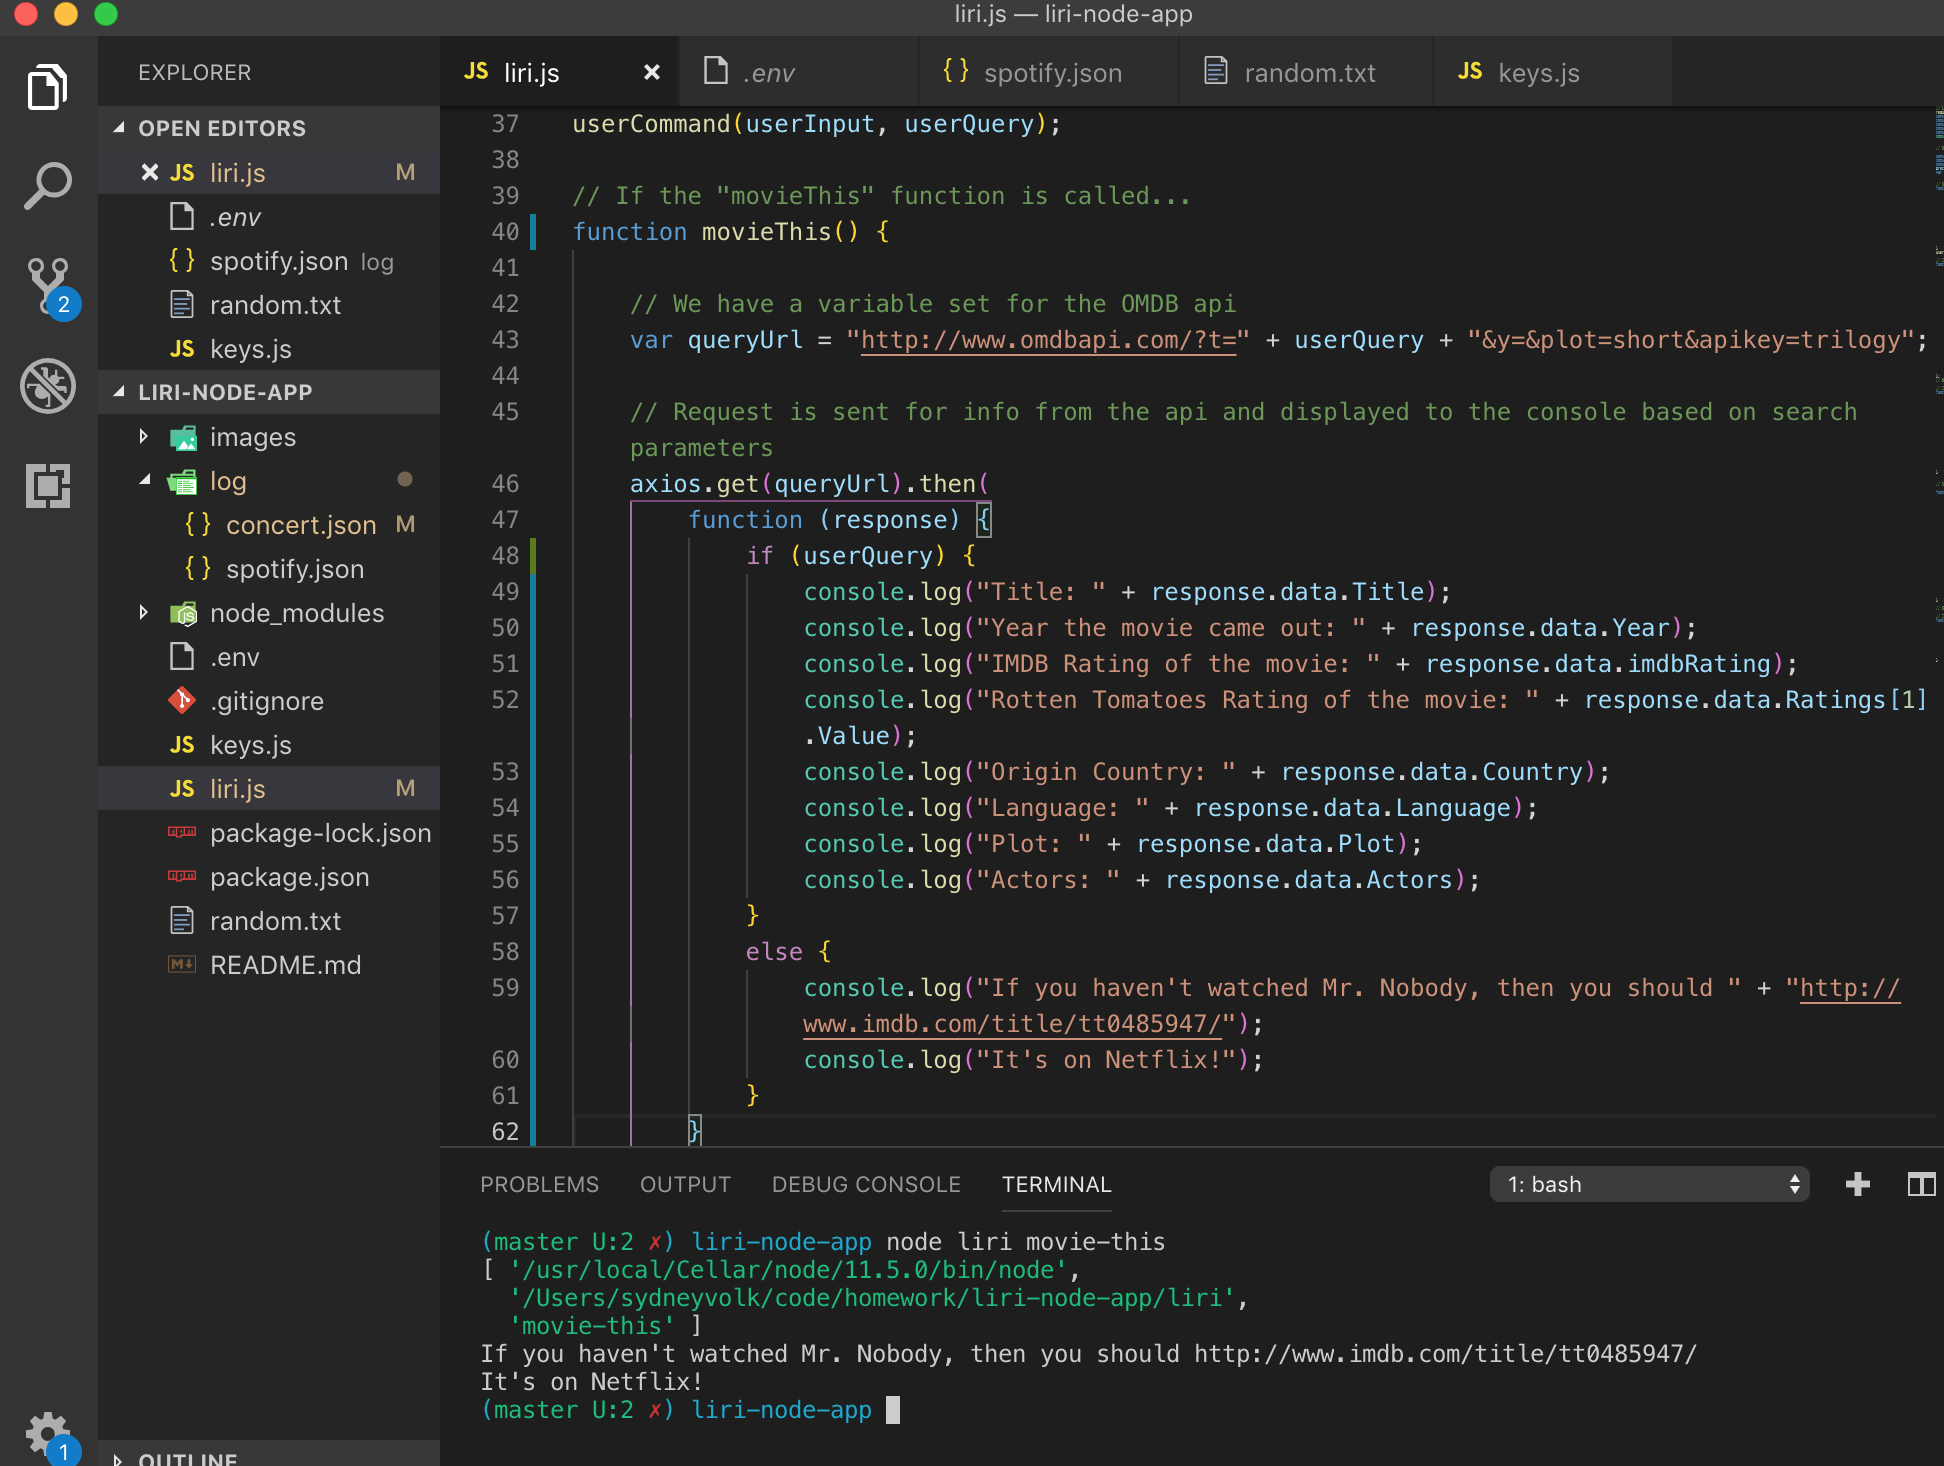 liri.js — liri-node-app
EXPLORER
OPEN EDITORS
JS liri.js M
.env
{ } spotify.json log
random.txt
JS keys.js
LIRI-NODE-APP
images
log
{ } concert.json M
{ } spotify.json
node_modules
.env
.gitignore
JS keys.js
JS liri.js M
package-lock.json
package.json
random.txt
M↓ README.md
OUTLINE
2
1
JS liri.js
.env
{ } spotify.json
random.txt
JS keys.js
37 userCommand(userInput, userQuery);
38
39 // If the "movieThis" function is called...
40 function movieThis() {
41
42 // We have a variable set for the OMDB api
43 var queryUrl = "http://www.omdbapi.com/?t=" + userQuery + "&y=&plot=short&apikey=trilogy";
44
45 // Request is sent for info from the api and displayed to the console based on search
parameters
46 axios.get(queryUrl).then(
47 function (response) {
48 if (userQuery) {
49 console.log("Title: " + response.data.Title);
50 console.log("Year the movie came out: " + response.data.Year);
51 console.log("IMDB Rating of the movie: " + response.data.imdbRating);
52 console.log("Rotten Tomatoes Rating of the movie: " + response.data.Ratings[1]
.Value);
53 console.log("Origin Country: " + response.data.Country);
54 console.log("Language: " + response.data.Language);
55 console.log("Plot: " + response.data.Plot);
56 console.log("Actors: " + response.data.Actors);
57 }
58 else {
59 console.log("If you haven't watched Mr. Nobody, then you should " + "http://
www.imdb.com/title/tt0485947/");
60 console.log("It's on Netflix!");
61 }
62 }
PROBLEMS OUTPUT DEBUG CONSOLE TERMINAL 1: bash
(master U:2 ✗) liri-node-app node liri movie-this
[ '/usr/local/Cellar/node/11.5.0/bin/node',
'/Users/sydneyvolk/code/homework/liri-node-app/liri',
'movie-this' ]
If you haven't watched Mr. Nobody, then you should http://www.imdb.com/title/tt0485947/
It's on Netflix!
(master U:2 ✗) liri-node-app